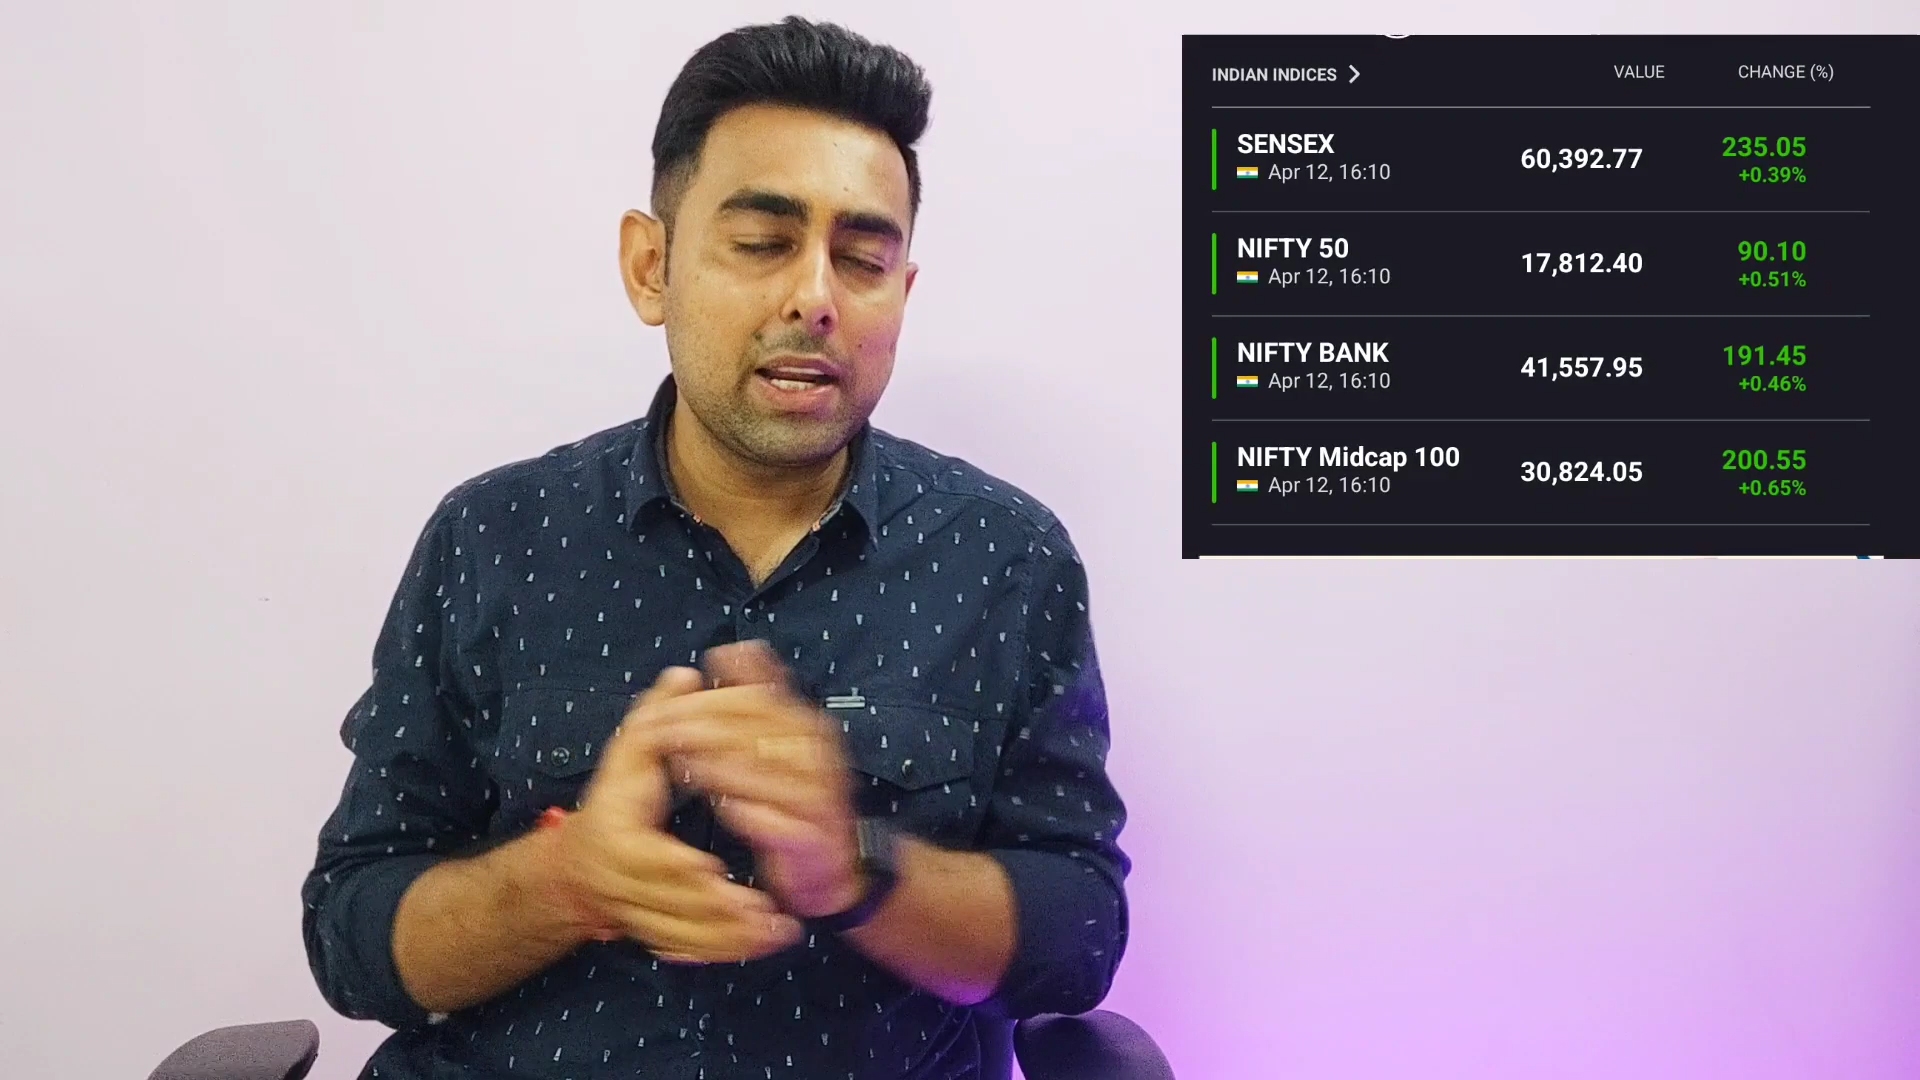 INDIAN INDICES VALUE CHANGE (%)
SENSEX 60,392.77 235.05
Apr 12, 16:10 +0.39%
NIFTY 50 17,812.40 90.10
Apr 12, 16:10 +0.51%
NIFTY BANK 41,557.95 191.45
Apr 12, 16:10 +0.46%
NIFTY Midcap 100 30,824.05 200.55
Apr 12, 16:10 +0.65%